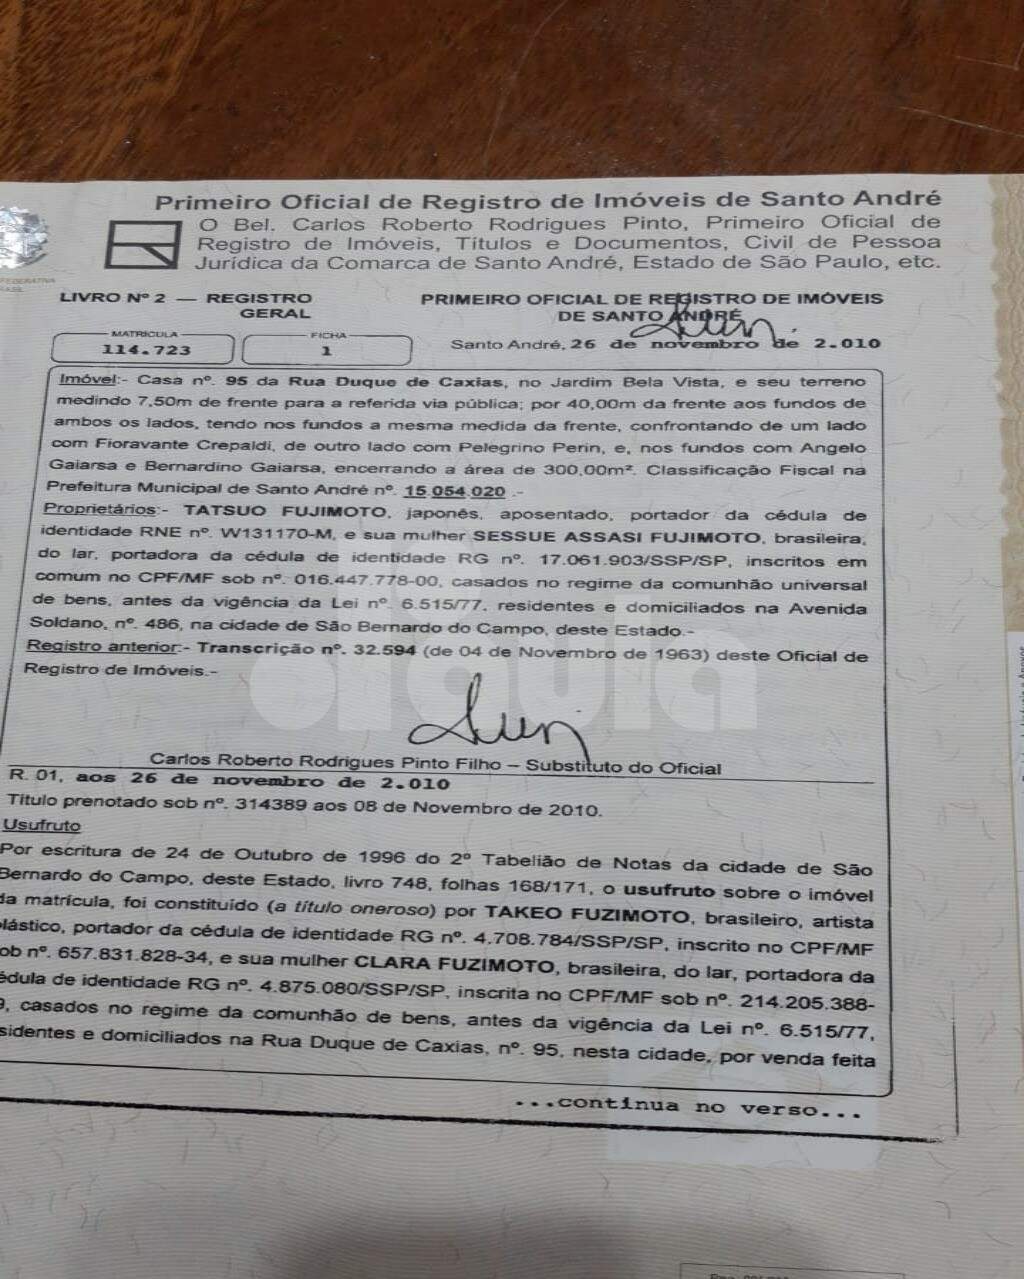 Primeiro Oficial de Registro de Imóveis de Santo André
O Bel. Carlos Roberto Rodrigues Pinto, Primeiro Oficial de
Registro de Imóveis, Títulos e Documentos, Civil de Pessoa
Jurídica da Comarca de Santo André, Estado de São Paulo, etc.
LIVRO Nº 2 — REGISTRO
GERAL
PRIMEIRO OFICIAL DE REGISTRO DE IMÓVEIS
DE SANTO ANDRÉ
MATRÍCULA
114.723
FICHA
1
Santo André, 26 de novembro de 2.010
Imóvel:- Casa nº. 95 da Rua Duque de Caxias, no Jardim Bela Vista, e seu terreno
medindo 7,50m de frente para a referida via pública; por 40,00m da frente aos fundos de
ambos os lados, tendo nos fundos a mesma medida da frente, confrontando de um lado
com Fioravante Crepaldi, de outro lado com Pelegrino Perin, e, nos fundos com Angelo
Gaiarsa e Bernardino Gaiarsa, encerrando a área de 300,00m². Classificação Fiscal na
Prefeitura Municipal de Santo André nº. 15.054.020 .-
Proprietários:- TATSUO FUJIMOTO, japonês, aposentado, portador da cédula de
identidade RNE nº. W131170-M, e sua mulher SESSUE ASSASI FUJIMOTO, brasileira,
do lar, portadora da cédula de identidade RG nº. 17.061.903/SSP/SP, inscritos em
comum no CPF/MF sob nº. 016.447.778-00, casados no regime da comunhão universal
de bens, antes da vigência da Lei nº. 6.515/77, residentes e domiciliados na Avenida
Soldano, nº. 486, na cidade de São Bernardo do Campo, deste Estado.-
Registro anterior:- Transcrição nº. 32.594 (de 04 de Novembro de 1963) deste Oficial de
Registro de Imóveis.-
olaula
Carlos Roberto Rodrigues Pinto Filho – Substituto do Oficial
R. 01, aos 26 de novembro de 2.010
Título prenotado sob nº. 314389 aos 08 de Novembro de 2010.
Usufruto
Por escritura de 24 de Outubro de 1996 do 2º Tabelião de Notas da cidade de São
Bernardo do Campo, deste Estado, livro 748, folhas 168/171, o usufruto sobre o imóvel
da matrícula, foi constituído (a título oneroso) por TAKEO FUZIMOTO, brasileiro, artista
plástico, portador da cédula de identidade RG nº. 4.708.784/SSP/SP, inscrito no CPF/MF
ob nº. 657.831.828-34, e sua mulher CLARA FUZIMOTO, brasileira, do lar, portadora da
édula de identidade RG nº. 4.875.080/SSP/SP, inscrita no CPF/MF sob nº. 214.205.388-
9, casados no regime da comunhão de bens, antes da vigência da Lei nº. 6.515/77,
sidentes e domiciliados na Rua Duque de Caxias, nº. 95, nesta cidade, por venda feita
...continua no verso...